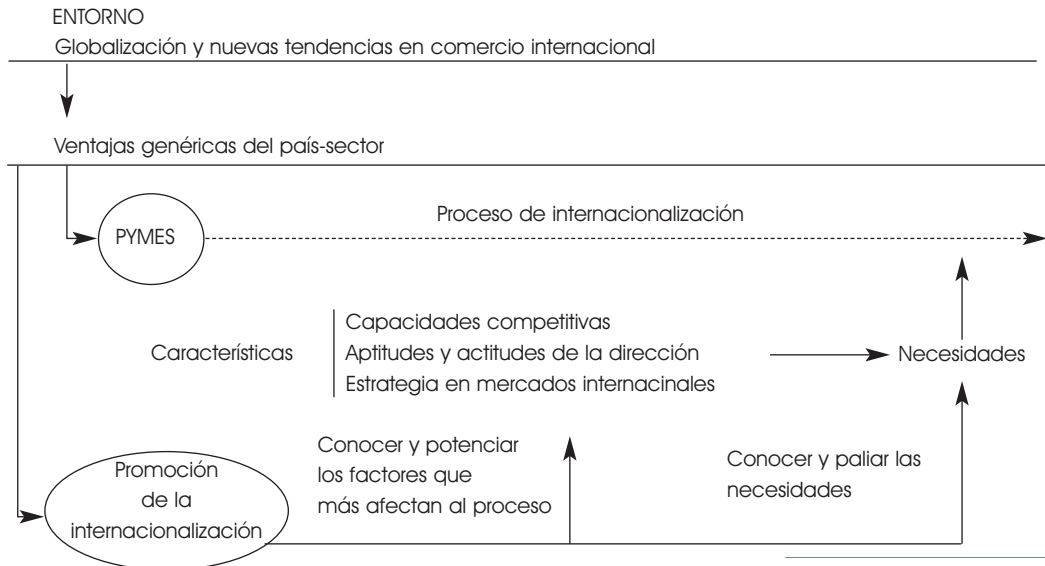 ENTORNO
Globalización y nuevas tendencias en comercio internacional
Ventajas genéricas del país-sector
PYMES
Proceso de internacionalización
Características
Capacidades competitivas
Aptitudes y actitudes de la dirección
Estrategia en mercados internacinales
Necesidades
Promoción
de la
internacionalización
Conocer y potenciar
los factores que
más afectan al proceso
Conocer y paliar las
necesidades